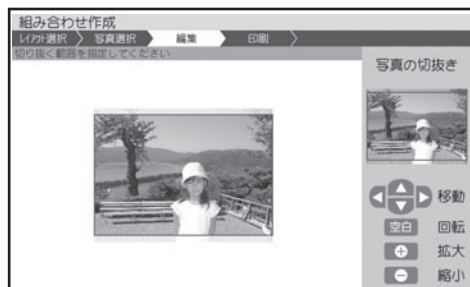 組み合わせ作成
レイアウト選択 写真選択 編集 印刷
切り抜く範囲を指定してください
写真の切抜き
移動
空白 回転
拡大
縮小